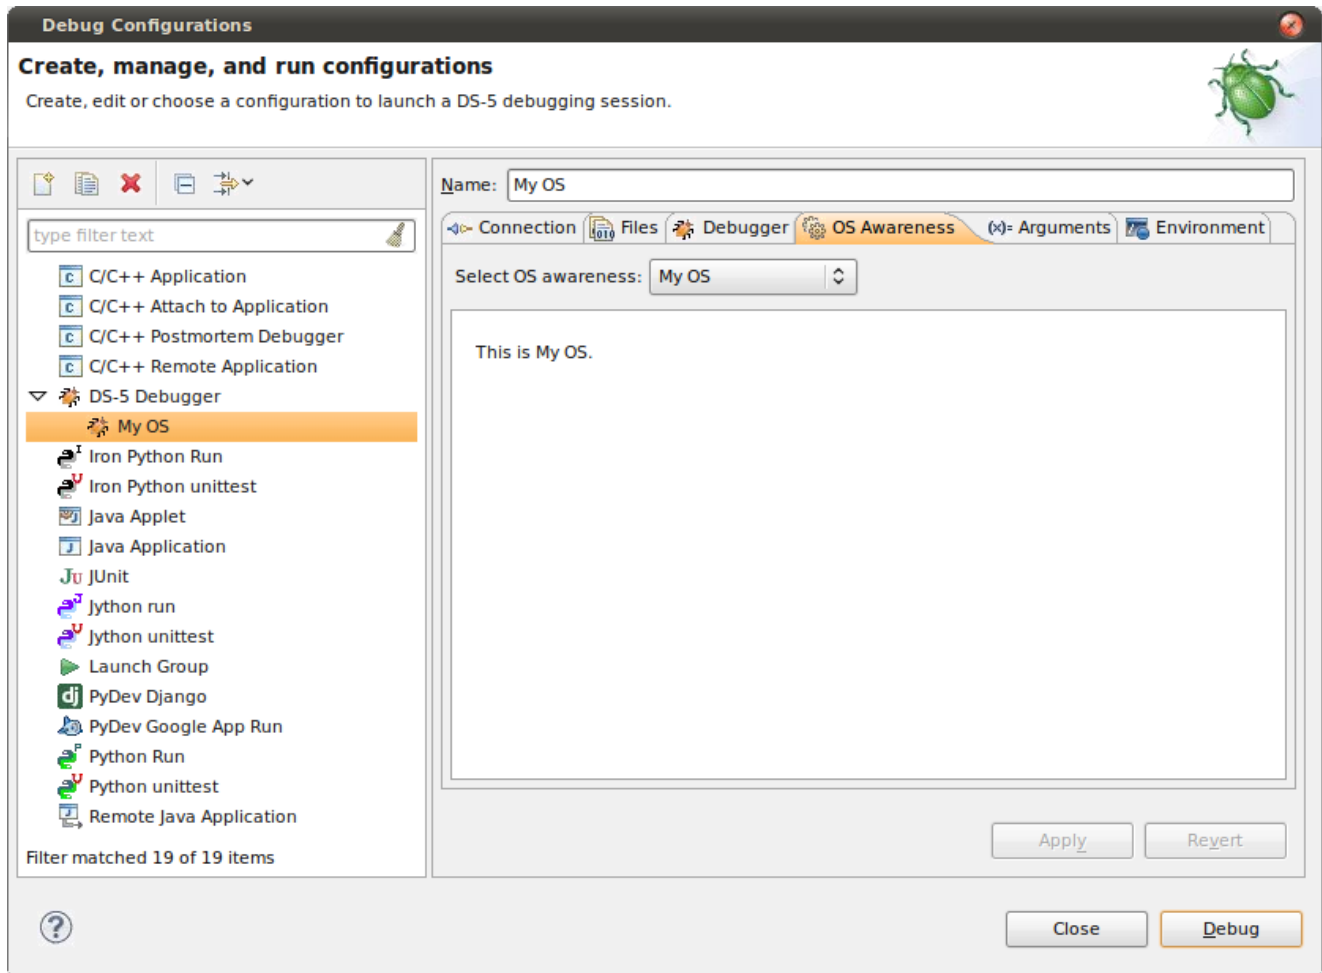 Debug Configurations
Create, manage, and run configurations
Create, edit or choose a configuration to launch a DS-5 debugging session.
type filter text
C/C++ Application
C/C++ Attach to Application
C/C++ Postmortem Debugger
C/C++ Remote Application
DS-5 Debugger
My OS
Iron Python Run
Iron Python unittest
Java Applet
Java Application
JUnit
Jython run
Jython unittest
Launch Group
PyDev Django
PyDev Google App Run
Python Run
Python unittest
Remote Java Application
Filter matched 19 of 19 items
Name: My OS
Connection Files Debugger OS Awareness (x)= Arguments Environment
Select OS awareness: My OS
This is My OS.
Apply Revert
Close Debug